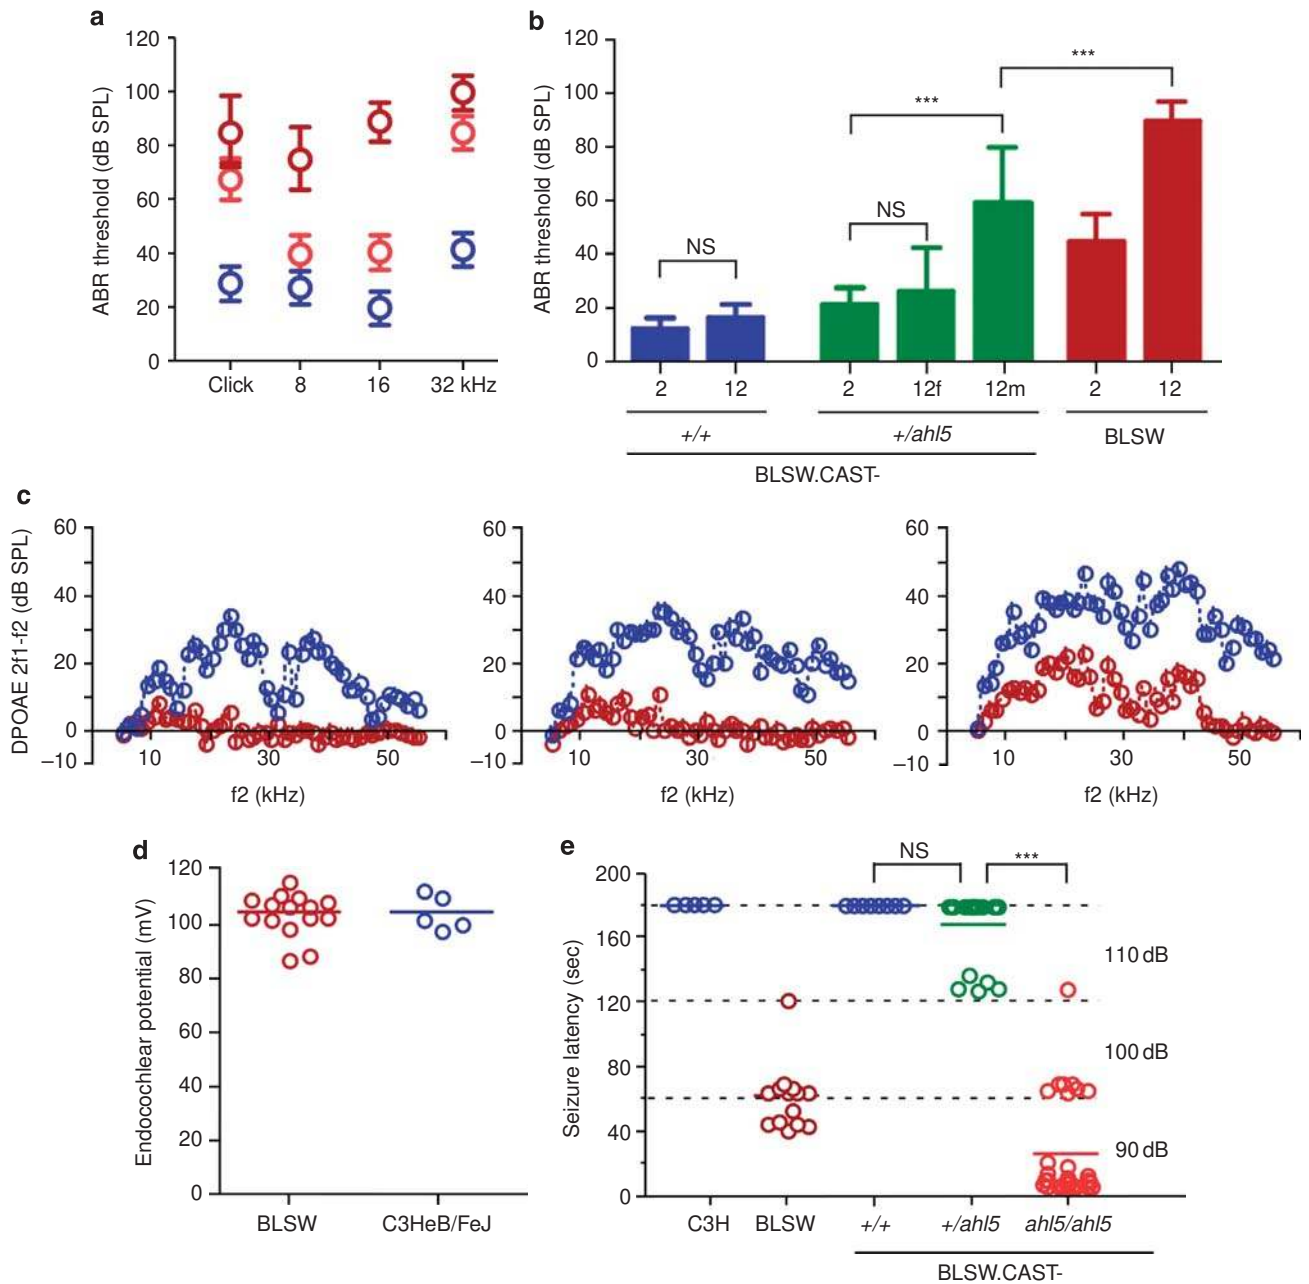 a
ABR threshold (dB SPL)
120
100
80
60
40
20
0
Click 8 16 32 kHz
b
ABR threshold (dB SPL)
120
100
80
60
40
20
0
NS
NS
***
***
2 12 2 12f 12m 2 12
+/+ +/ahl5 BLSW
BLSW.CAST-
c
DPOAE 2f1-f2 (dB SPL)
60
40
20
0
–10
10 30 50
f2 (kHz)
60
40
20
0
–10
10 30 50
f2 (kHz)
60
40
20
0
–10
10 30 50
f2 (kHz)
d
Endocochlear potential (mV)
120
100
80
60
40
20
0
BLSW C3HeB/FeJ
e
Seizure latency (sec)
200
160
120
80
40
0
NS
***
110 dB
100 dB
90 dB
C3H BLSW +/+ +/ahl5 ahl5/ahl5
BLSW.CAST-